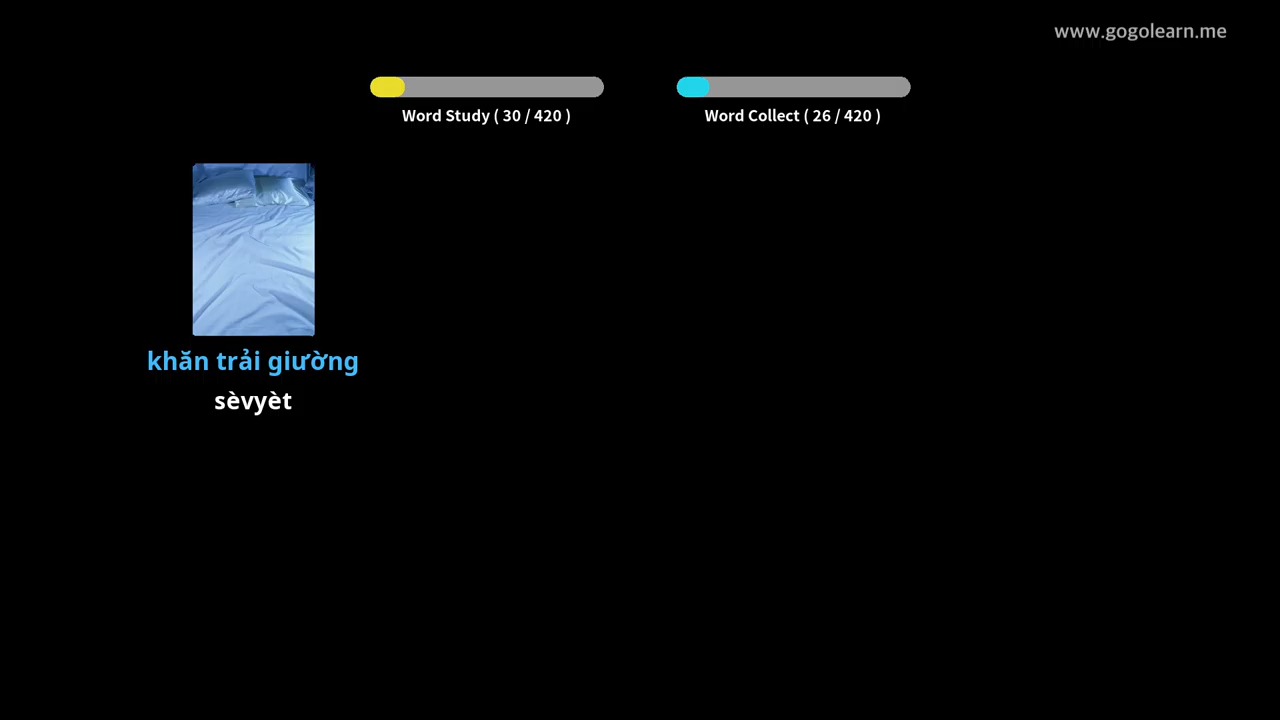 www.gogolearn.me
Word Study ( 30 / 420 )
Word Collect ( 26 / 420 )
khăn trải giường
sèvyèt